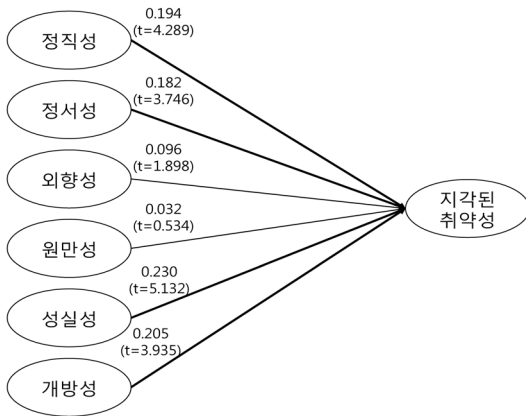 0.194
(t=4.289)
정직성
0.182
(t=3.746)
정서성
0.096
(t=1.898)
외향성
0.032
(t=0.534)
원만성
0.230
(t=5.132)
성실성
0.205
(t=3.935)
개방성
지각된
취약성